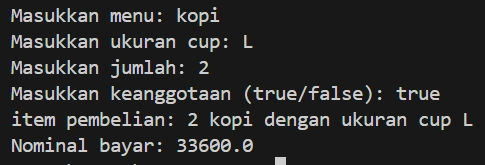 Masukkan menu: kopi
Masukkan ukuran cup: L
Masukkan jumlah: 2
Masukkan keanggotaan (true/false): true
item pembelian: 2 kopi dengan ukuran cup L
Nominal bayar: 33600.0